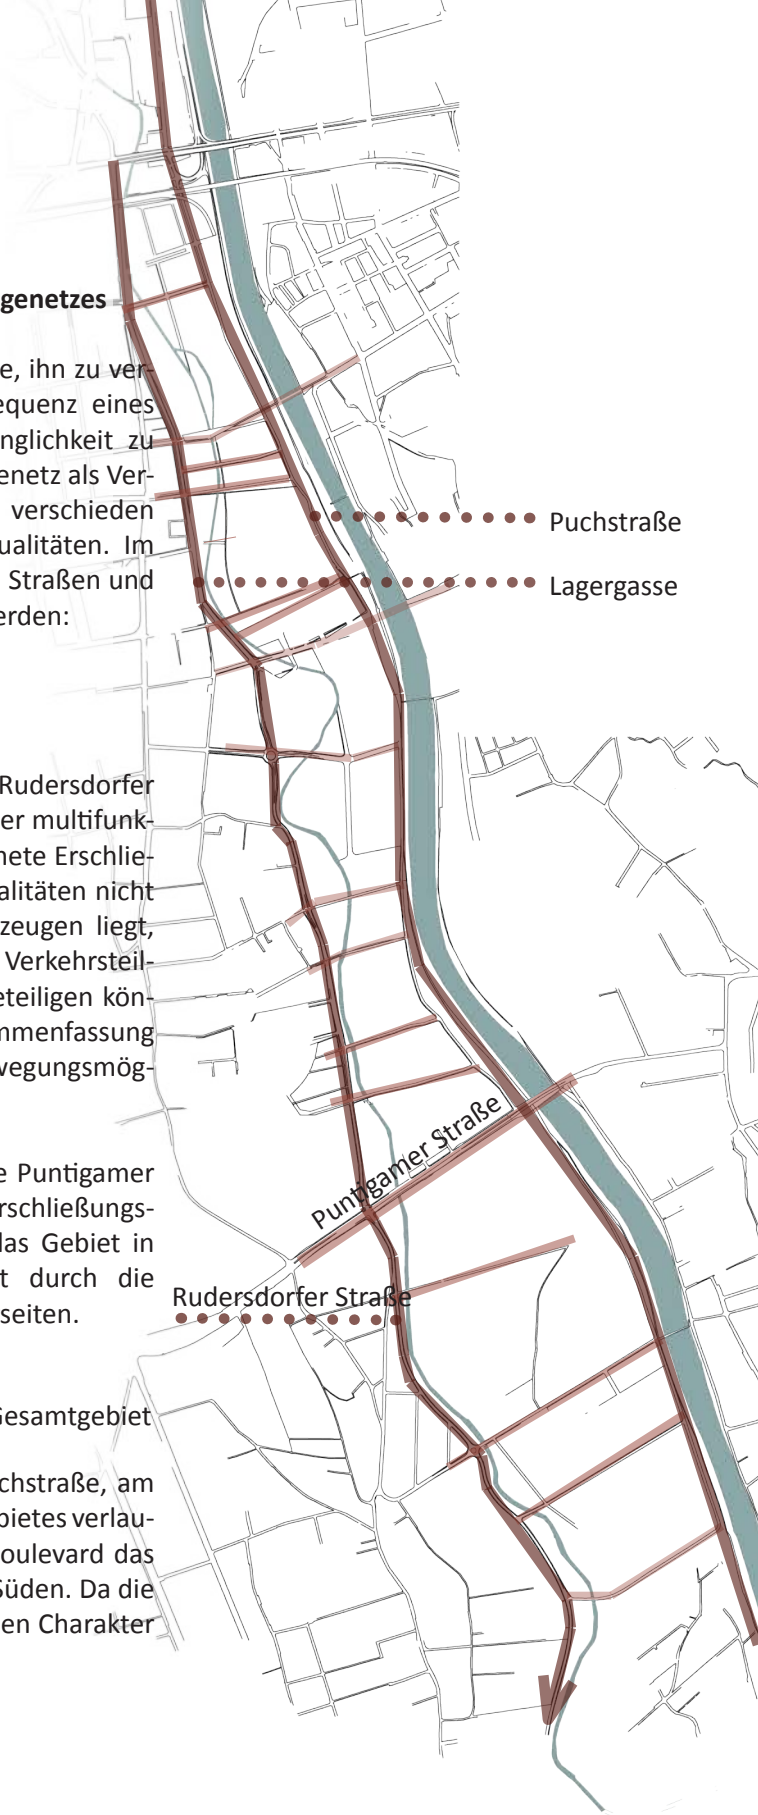 genetzes
e, ihn zu ver-
equenz eines
nglichkeit zu
enetz als Ver-
verschieden
ualitäten. Im
Straßen und
erden:
Puchstraße
Lagergasse
Rudersdorfer
er multifunk-
nete Erschlie-
alitäten nicht
zeugen liegt,
Verkehrsteil-
eteiligen kön-
mmenfassung
wegungsmög-
Puntigamer Straße
e Puntigamer
rschließungs-
das Gebiet in
t durch die
seiten.
Rudersdorfer Straße
Gesamtgebiet
chstraße, am
bietes verlau-
oulevard das
Süden. Da die
en Charakter